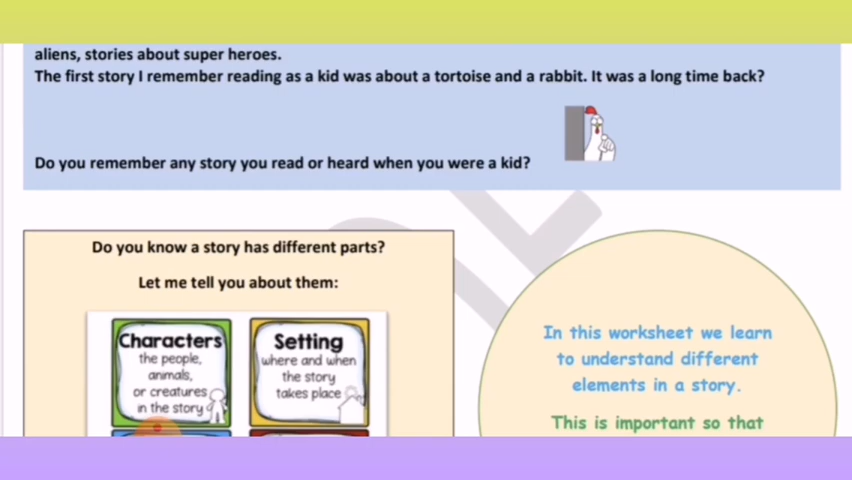 aliens, stories about super heroes.
The first story I remember reading as a kid was about a tortoise and a rabbit. It was a long time back?
Do you remember any story you read or heard when you were a kid?
Do you know a story has different parts?
Let me tell you about them:
Characters
the people,
animals,
or creatures
in the story
Setting
where and when
the story
takes place
In this worksheet we learn
to understand different
elements in a story.
This is important so that